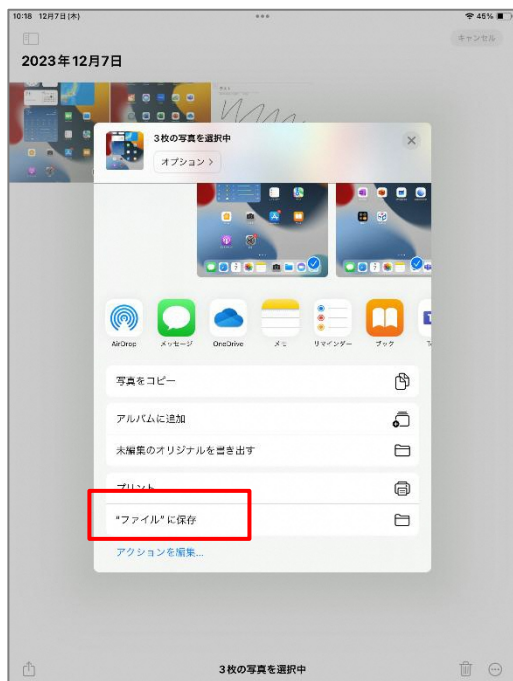 10:18 12月7日(木)
45%
キャンセル
2023年12月7日
3枚の写真を選択中
オプション >
AirDrop メッセージ OneDrive メモ リマインダー ブック
写真をコピー
アルバムに追加
未編集のオリジナルを書き出す
プリント
"ファイル"に保存
アクションを編集...
3枚の写真を選択中